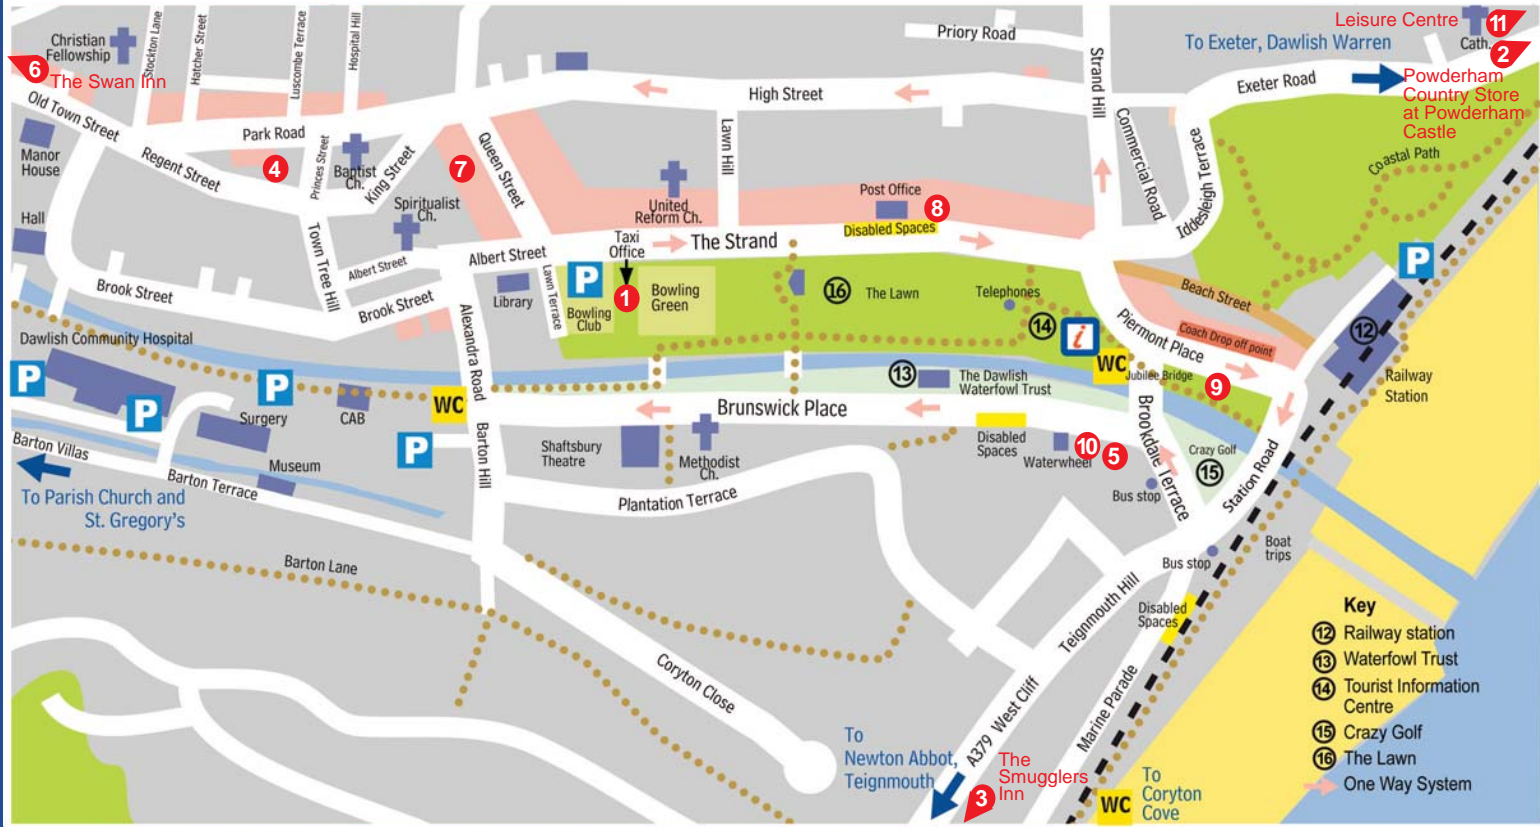 Christian
Fellowship
Stockton Lane
Hatcher Street
Luscombe Terrace
Hospital Hill
Priory Road
Strand Hill
Leisure Centre
11
Cath.
To Exeter, Dawlish Warren
2
6
The Swan Inn
Exeter Road
Powderham
Country Store
at Powderham
Castle
Old Town Street
Park Road
High Street
Manor
House
Regent Street
4
Princes Street
Baptist
Ch.
King Street
7
Queen Street
Lawn Hill
Commercial Road
Iddesleigh Terrace
Coastal Path
Hall
Spiritualist
Ch.
United
Reform Ch.
Post Office
8
Disabled Spaces
Town Tree Hill
Albert Street
Albert Street
Taxi
Office
The Strand
Brook Street
Brook Street
Library
Lawn Terrace
P
1
Bowling
Club
Bowling
Green
16
The Lawn
Telephones
14
i
Beach Street
P
Piermont Place
Coach Drop off point
12
Railway
Station
Dawlish Community Hospital
Alexandra Road
P
P
P
Surgery
CAB
WC
13
The Dawlish
Waterfowl Trust
WC
Jubilee Bridge
9
Brunswick Place
Barton Villas
P
Barton Hill
Shaftsbury
Theatre
Methodist
Ch.
Disabled
Spaces
Waterwheel
10
5
Brookdale Terrace
Crazy Golf
15
Station Road
Museum
Barton Terrace
To Parish Church and
St. Gregory's
Plantation Terrace
Bus stop
Barton Lane
Bus stop
Boat
trips
Teignmouth Hill
Disabled
Spaces
Coryton Close
A379 West Cliff
Marine Parade
To
Newton Abbot,
Teignmouth
3
The
Smugglers
Inn
WC
To
Coryton
Cove
Key
12 Railway station
13 Waterfowl Trust
14 Tourist Information
Centre
15 Crazy Golf
16 The Lawn
One Way System